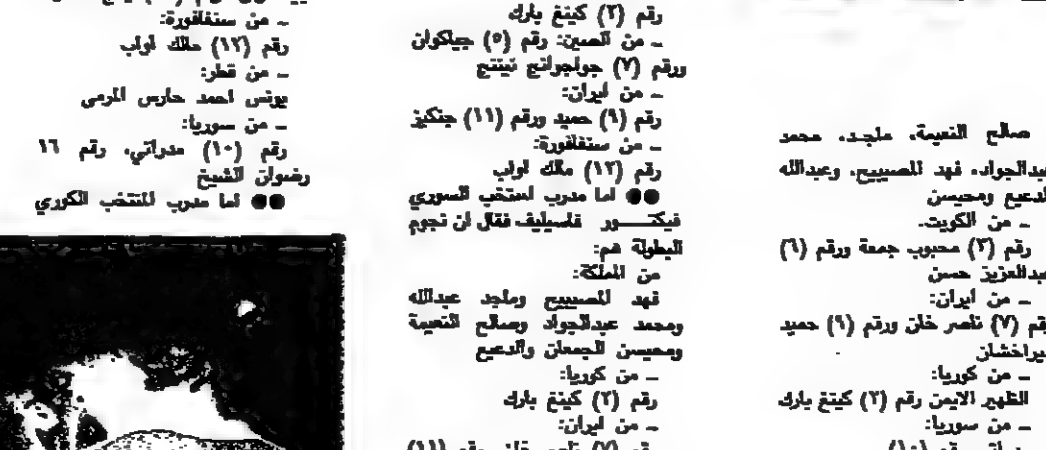 صالح النعيمة، ماجد، محمد
عبدالجواد، فهد المصيبيح، وعبدالله
الدعيع ومحيسن
ـ من الكويت.
رقم (٣) محبوب جمعة ورقم (٦)
عبدالعزيز حسن
ـ من ايران:
رقم (٧) ناصر خان ورقم (٩) حميد
ـ من كوريا:
الظهير الايمن رقم (٢) كينغ بارك
ـ من سوريا:
رقم (٢) كينغ بارك
ـ من الصين: رقم (٥) جياكوان
ورقم (٧) جواجوانج
ـ من ايران:
رقم (٩) حميد ورقم (١١) جنكيز
ـ من سنغافورة:
رقم (١٢) مالك اواب
●● اما مدرب المنتخب السوري
فيكتـــور فاسيليف فقال ان نجوم
البطولة هم:
من المملكة:
فهد المصيبيح وماجد عبدالله
ومحمد عبدالجواد وصالح النعيمة
ومحيسن الجمعان والدعيع
ـ من كوريا:
رقم (٢) كينغ بارك
ـ من ايران:
ـ من سنغافورة:
رقم (١٢) مالك اواب
ـ من قطر:
يونس احمد حارس المرمى
ـ من سوريا:
رقم (١٠) مدراتي، رقم ١٦
رضوان الشيخ
●● اما مدرب المنتخب الكوري